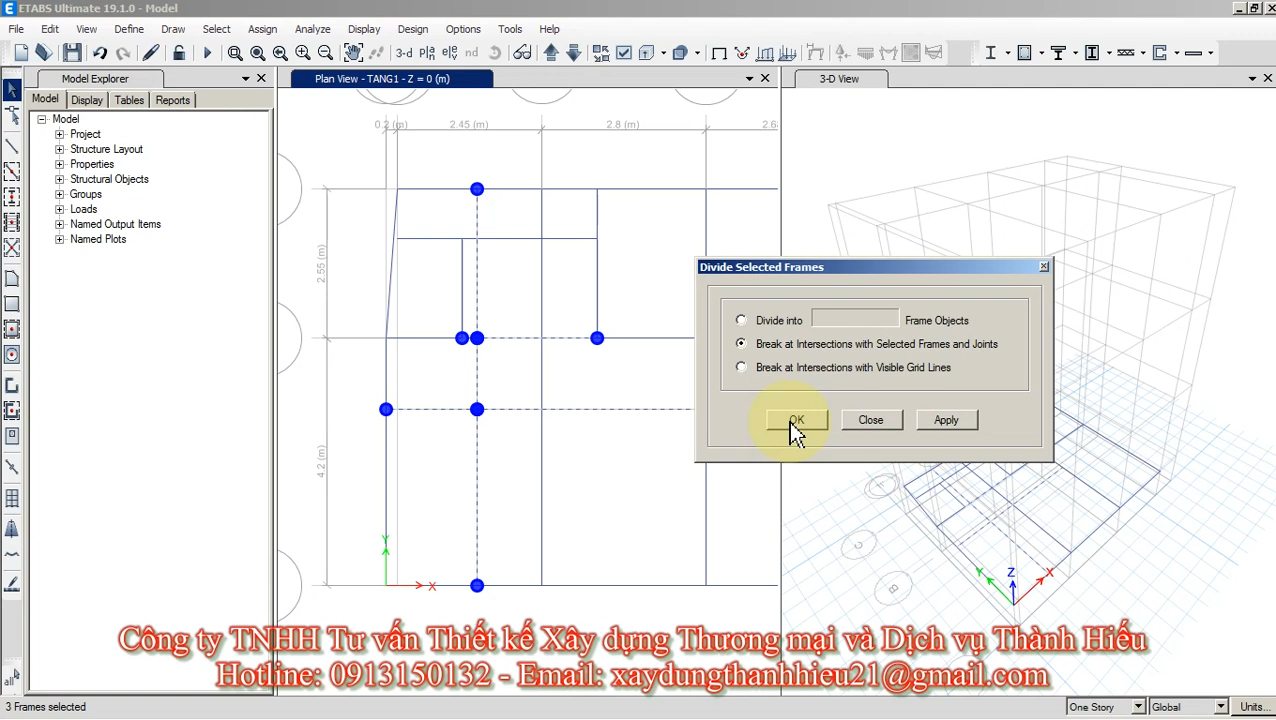 ETABS Ultimate 19.1.0 - Model
File Edit View Define Draw Select Assign Analyze Display Design Options Tools Help
3-d Pla ele nd
Model Explorer
Plan View - TANG1 - Z = 0 (m)
3-D View
Model Display Tables Reports
Model
Project
Structure Layout
Properties
Structural Objects
Groups
Loads
Named Output Items
Named Plots
0.2 (m) 2.45 (m) 2.8 (m)
2.55 (m)
4.2 (m)
Y
X
Divide Selected Frames
Divide into Frame Objects
Break at Intersections with Selected Frames and Joints
Break at Intersections with Visible Grid Lines
OK Close Apply
C
B
Y Z X
all
Công ty TNHH Tư vấn Thiết kế Xây dựng Thương mại và Dịch vụ Thành Hiếu
Hotline: 0913150132 - Email: xaydungthanhhieu21@gmail.com
3 Frames selected
One Story Global Units...